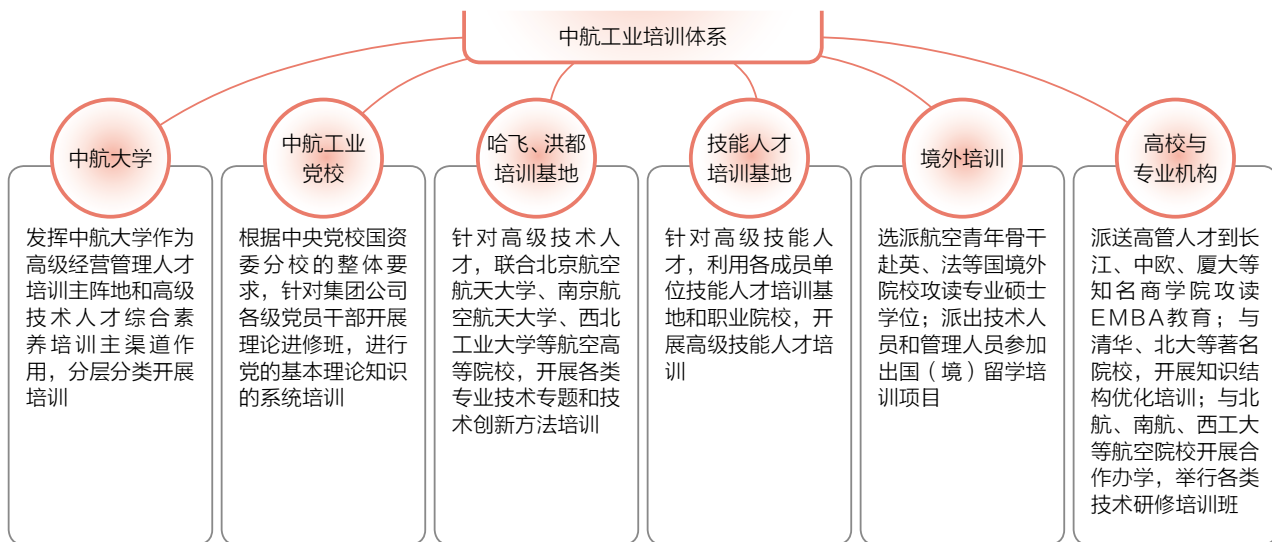 中航工业培训体系
中航大学
发挥中航大学作为
高级经营管理人才
培训主阵地和高级
技术人才综合素
养培训主渠道作
用，分层分类开展
培训
中航工业
党校
根据中央党校国资
委分校的整体要
求，针对集团公司
各级党员干部开展
理论进修班，进行
党的基本理论知识
的系统培训
哈飞、洪都
培训基地
针对高级技术人
才，联合北京航空
航天大学、南京航
空航天大学、西北
工业大学等航空高
等院校，开展各类
专业技术专题和技
术创新方法培训
技能人才
培训基地
针对高级技能人
才，利用各成员单
位技能人才培训基
地和职业院校，开
展高级技能人才培
训
境外培训
选派航空青年骨干
赴英、法等国境外
院校攻读专业硕士
学位；派出技术人
员和管理人员参加
出国（境）留学培
训项目
高校与
专业机构
派送高管人才到长
江、中欧、厦大等
知名商学院攻读
EMBA教育；与
清华、北大等著名
院校，开展知识结
构优化培训；与北
航、南航、西工大
等航空院校开展合
作办学，举行各类
技术研修培训班